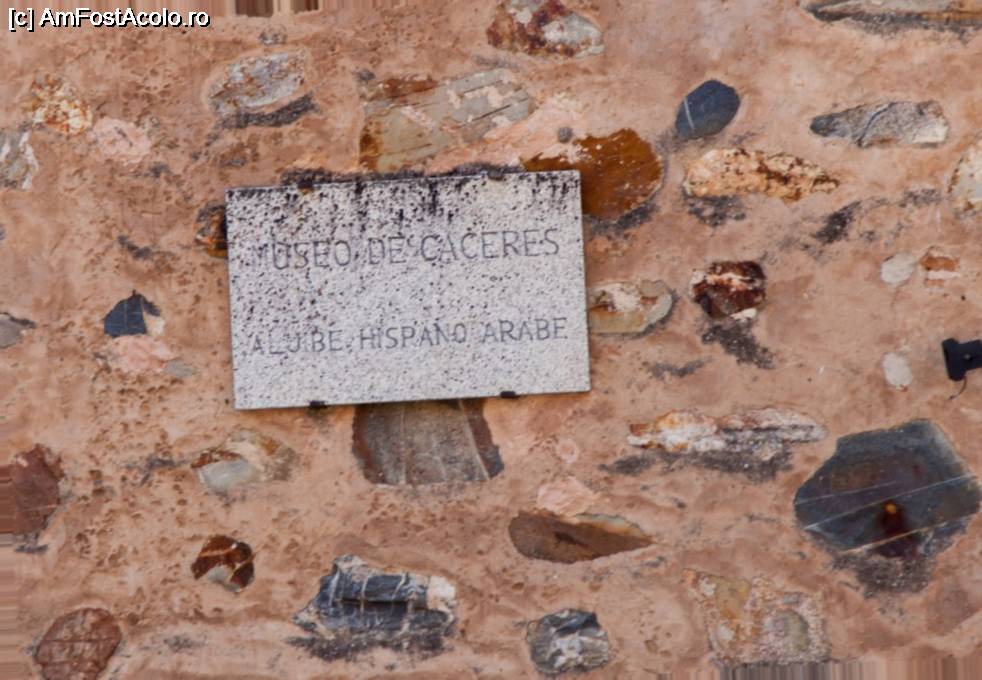 [c] AmFostAcolo.ro
MUSEO DE CACERES
ALJIBE HISPANO ARABE